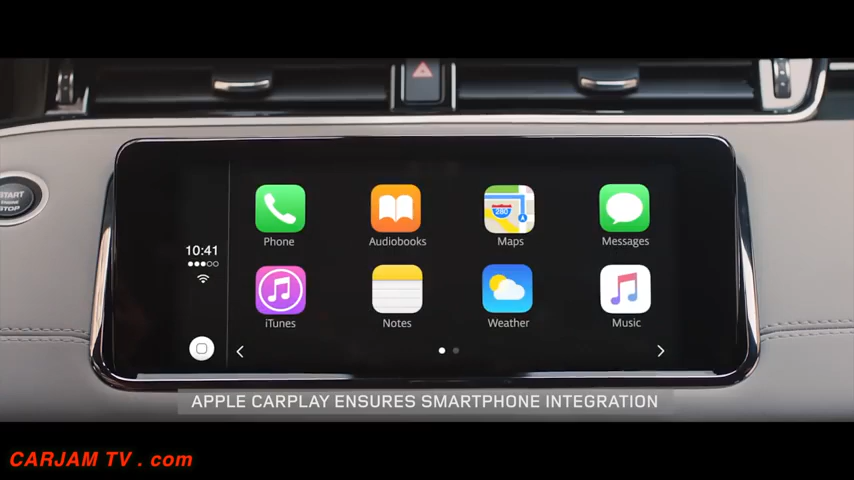 START
STOP
10:41
Phone
Audiobooks
280
Maps
Messages
iTunes
Notes
Weather
Music
APPLE CARPLAY ENSURES SMARTPHONE INTEGRATION
CARJAM TV . com